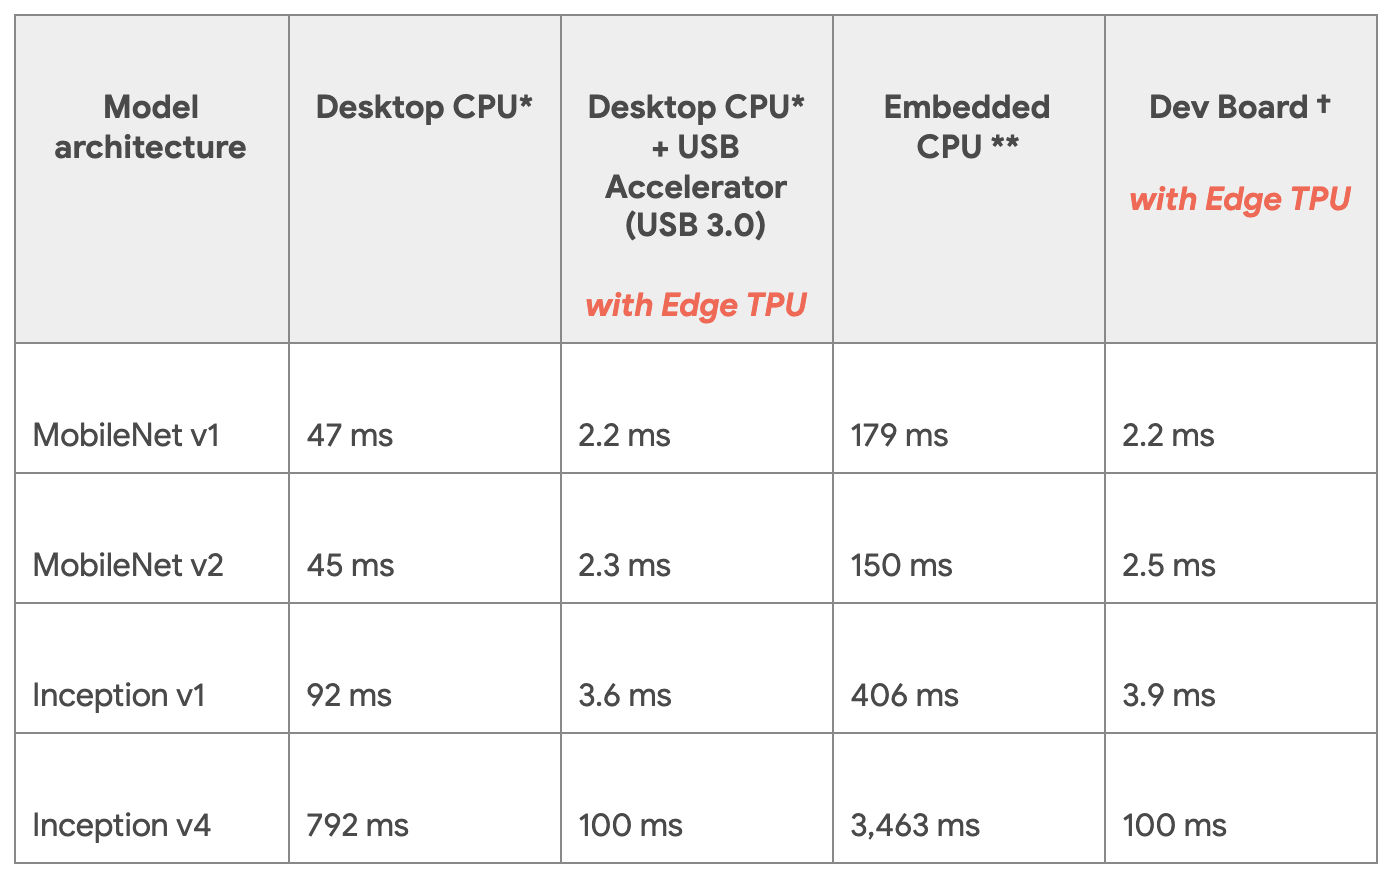 Model
architecture
Desktop CPU*
Desktop CPU*
+ USB
Accelerator
(USB 3.0)
with Edge TPU
Embedded
CPU **
Dev Board †
with Edge TPU
MobileNet v1
47 ms
2.2 ms
179 ms
2.2 ms
MobileNet v2
45 ms
2.3 ms
150 ms
2.5 ms
Inception v1
92 ms
3.6 ms
406 ms
3.9 ms
Inception v4
792 ms
100 ms
3,463 ms
100 ms